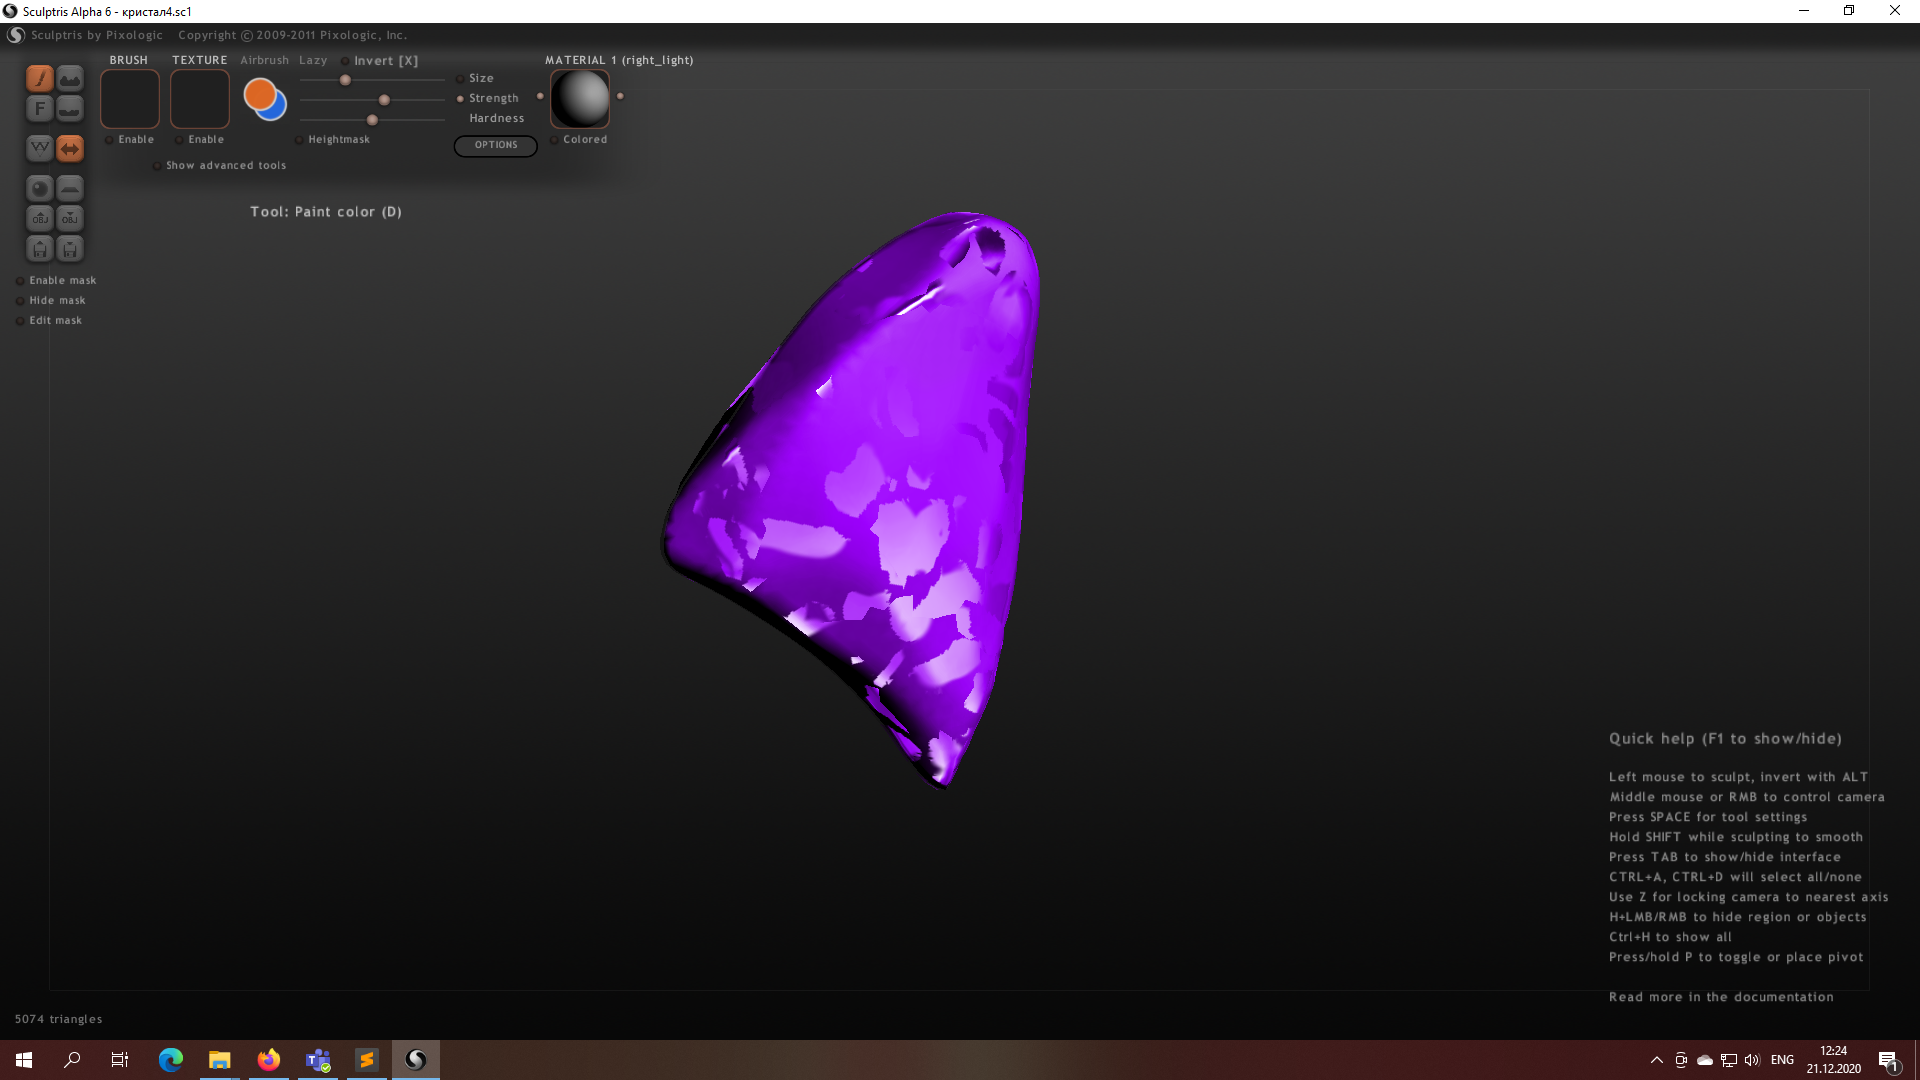 Sculptris Alpha 6 - кристал4.sc1
Sculptris by Pixologic Copyright © 2009-2011 Pixologic, Inc.
BRUSH TEXTURE Airbrush Lazy Invert [X] MATERIAL 1 (right_light)
Size
F Strength
Hardness
Enable Enable Heightmask OPTIONS Colored
Show advanced tools
Tool: Paint color (D)
OBJ OBJ
Enable mask
Hide mask
Edit mask
Quick help (F1 to show/hide)
Left mouse to sculpt, invert with ALT
Middle mouse or RMB to control camera
Press SPACE for tool settings
Hold SHIFT while sculpting to smooth
Press TAB to show/hide interface
CTRL+A, CTRL+D will select all/none
Use Z for locking camera to nearest axis
H+LMB/RMB to hide region or objects
Ctrl+H to show all
Press/hold P to toggle or place pivot
Read more in the documentation
5074 triangles
ENG 12:24
21.12.2020
1